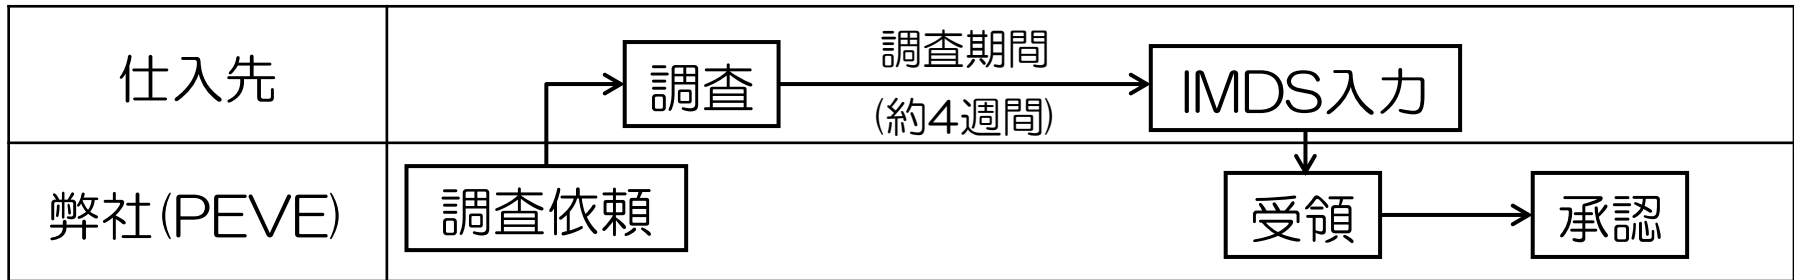 仕入先
調査
調査期間
(約4週間)
IMDS入力
弊社(PEVE)
調査依頼
受領
承認